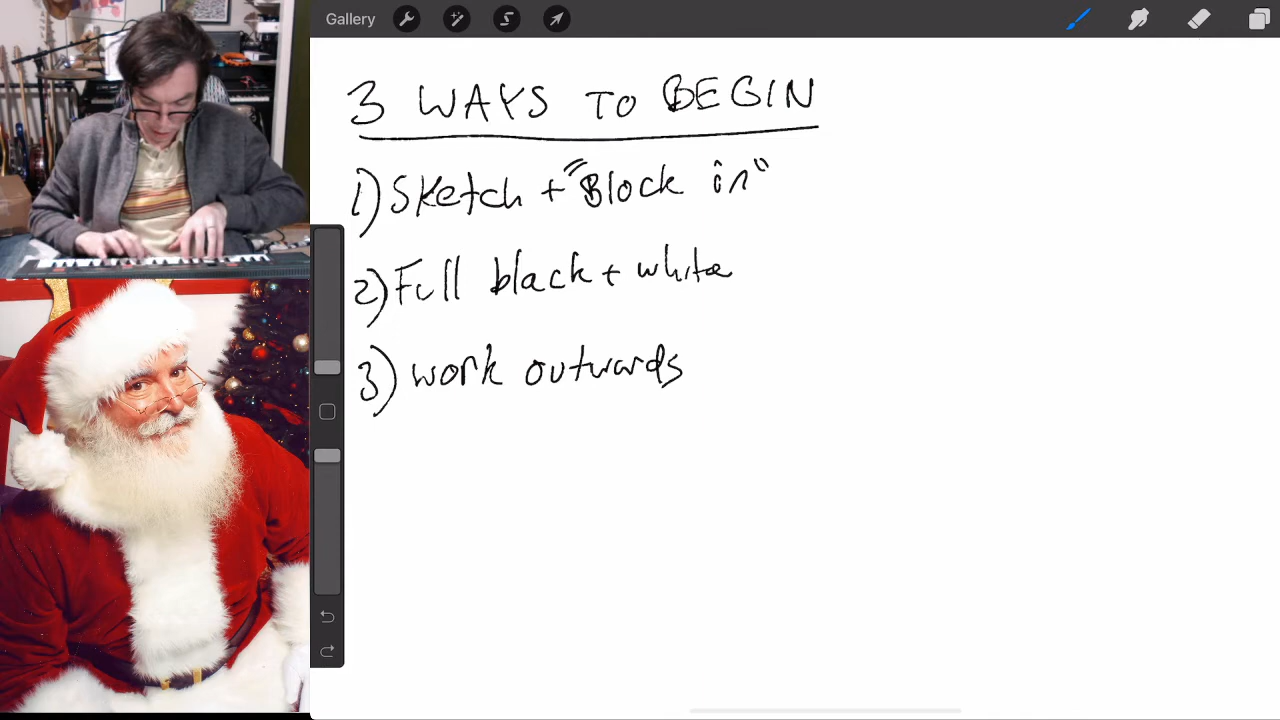 Gallery
3 WAYS TO BEGIN
1) Sketch + "Block in"
2) Full black + white
3) work outwards